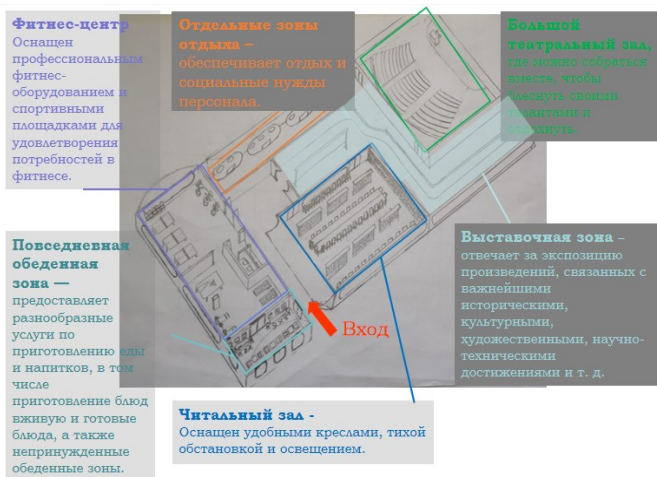 Фитнес-центр
Оснащен
профессиональным
фитнес-
оборудованием и
спортивными
площадками для
удовлетворения
потребностей в
фитнесе.
Отдельные зоны
отдыха –
обеспечивает отдых и
социальные нужды
персонала.
Большой
театральный зал,
где можно собраться
вместе, чтобы
блеснуть своими
талантами и
отдохнуть.
Повседневная
обеденная
зона —
предоставляет
разнообразные
услуги по
приготовлению еды
и напитков, в том
числе
приготовление блюд
вживую и готовые
блюда, а также
непринужденные
обеденные зоны.
Вход
Выставочная зона –
отвечает за экспозицию
произведений, связанных с
важнейшими
историческими,
культурными,
художественными, научно-
техническими
достижениями и т. д.
Читальный зал -
Оснащен удобными креслами, тихой
обстановкой и освещением.